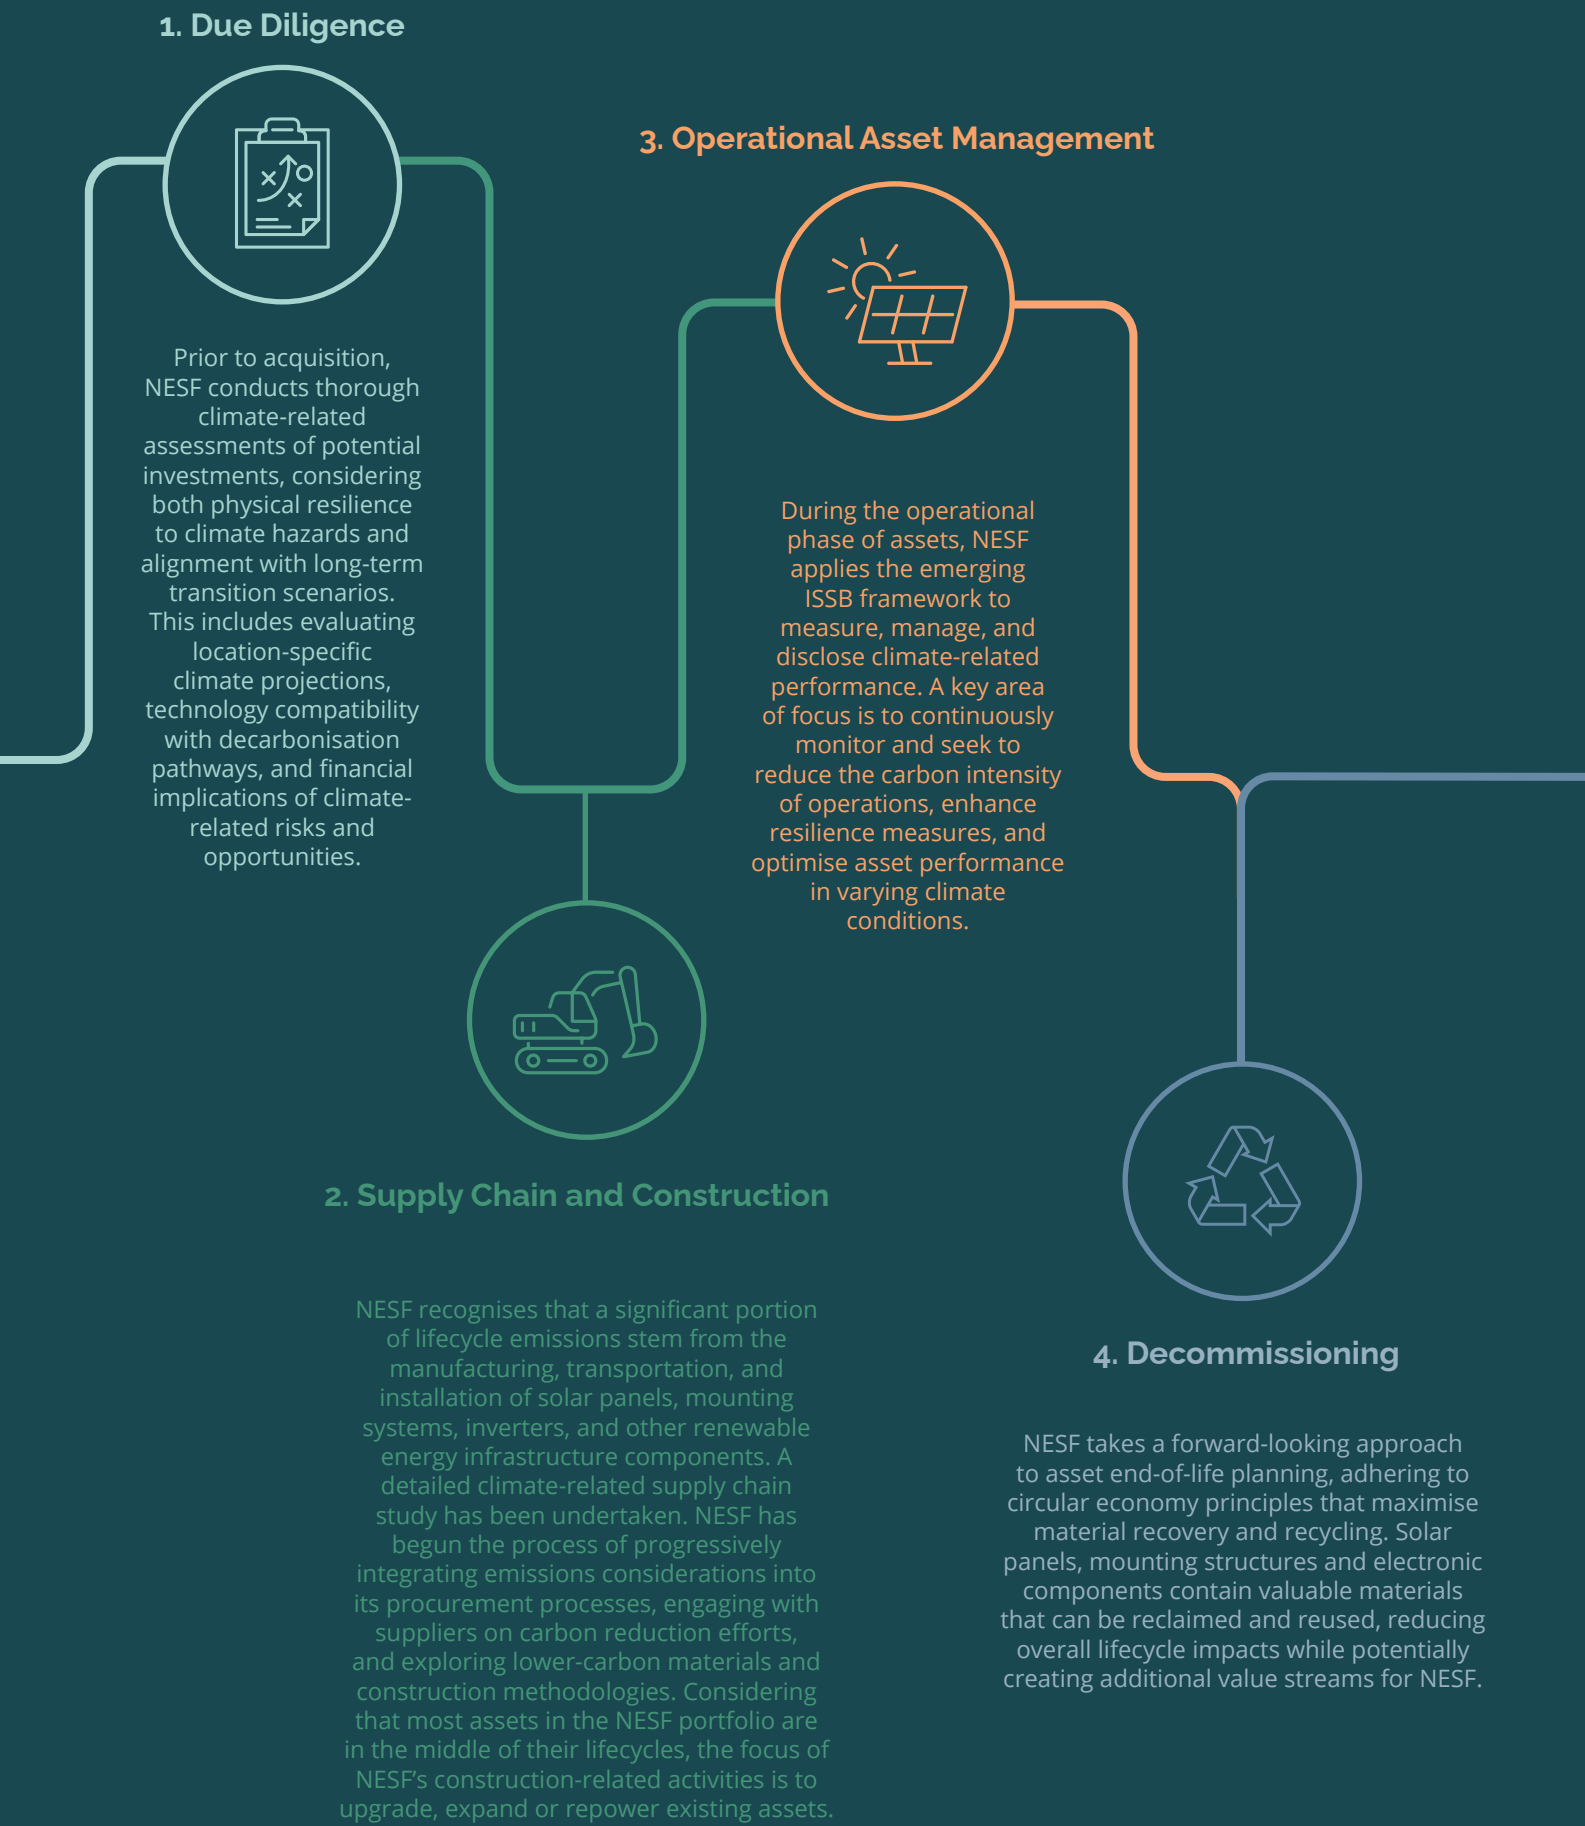 1. Due Diligence
Prior to acquisition,
NESF conducts thorough
climate-related
assessments of potential
investments, considering
both physical resilience
to climate hazards and
alignment with long-term
transition scenarios.
This includes evaluating
location-specific
climate projections,
technology compatibility
with decarbonisation
pathways, and financial
implications of climate-
related risks and
opportunities.
2. Supply Chain and Construction
NESF recognises that a significant portion
of lifecycle emissions stem from the
manufacturing, transportation, and
installation of solar panels, mounting
systems, inverters, and other renewable
energy infrastructure components. A
detailed climate-related supply chain
study has been undertaken. NESF has
begun the process of progressively
integrating emissions considerations into
its procurement processes, engaging with
suppliers on carbon reduction efforts,
and exploring lower-carbon materials and
construction methodologies. Considering
that most assets in the NESF portfolio are
in the middle of their lifecycles, the focus of
NESF’s construction-related activities is to
upgrade, expand or repower existing assets.
3. Operational Asset Management
During the operational
phase of assets, NESF
applies the emerging
ISSB framework to
measure, manage, and
disclose climate-related
performance. A key area
of focus is to continuously
monitor and seek to
reduce the carbon intensity
of operations, enhance
resilience measures, and
optimise asset performance
in varying climate
conditions.
4. Decommissioning
NESF takes a forward-looking approach
to asset end-of-life planning, adhering to
circular economy principles that maximise
material recovery and recycling. Solar
panels, mounting structures and electronic
components contain valuable materials
that can be reclaimed and reused, reducing
overall lifecycle impacts while potentially
creating additional value streams for NESF.